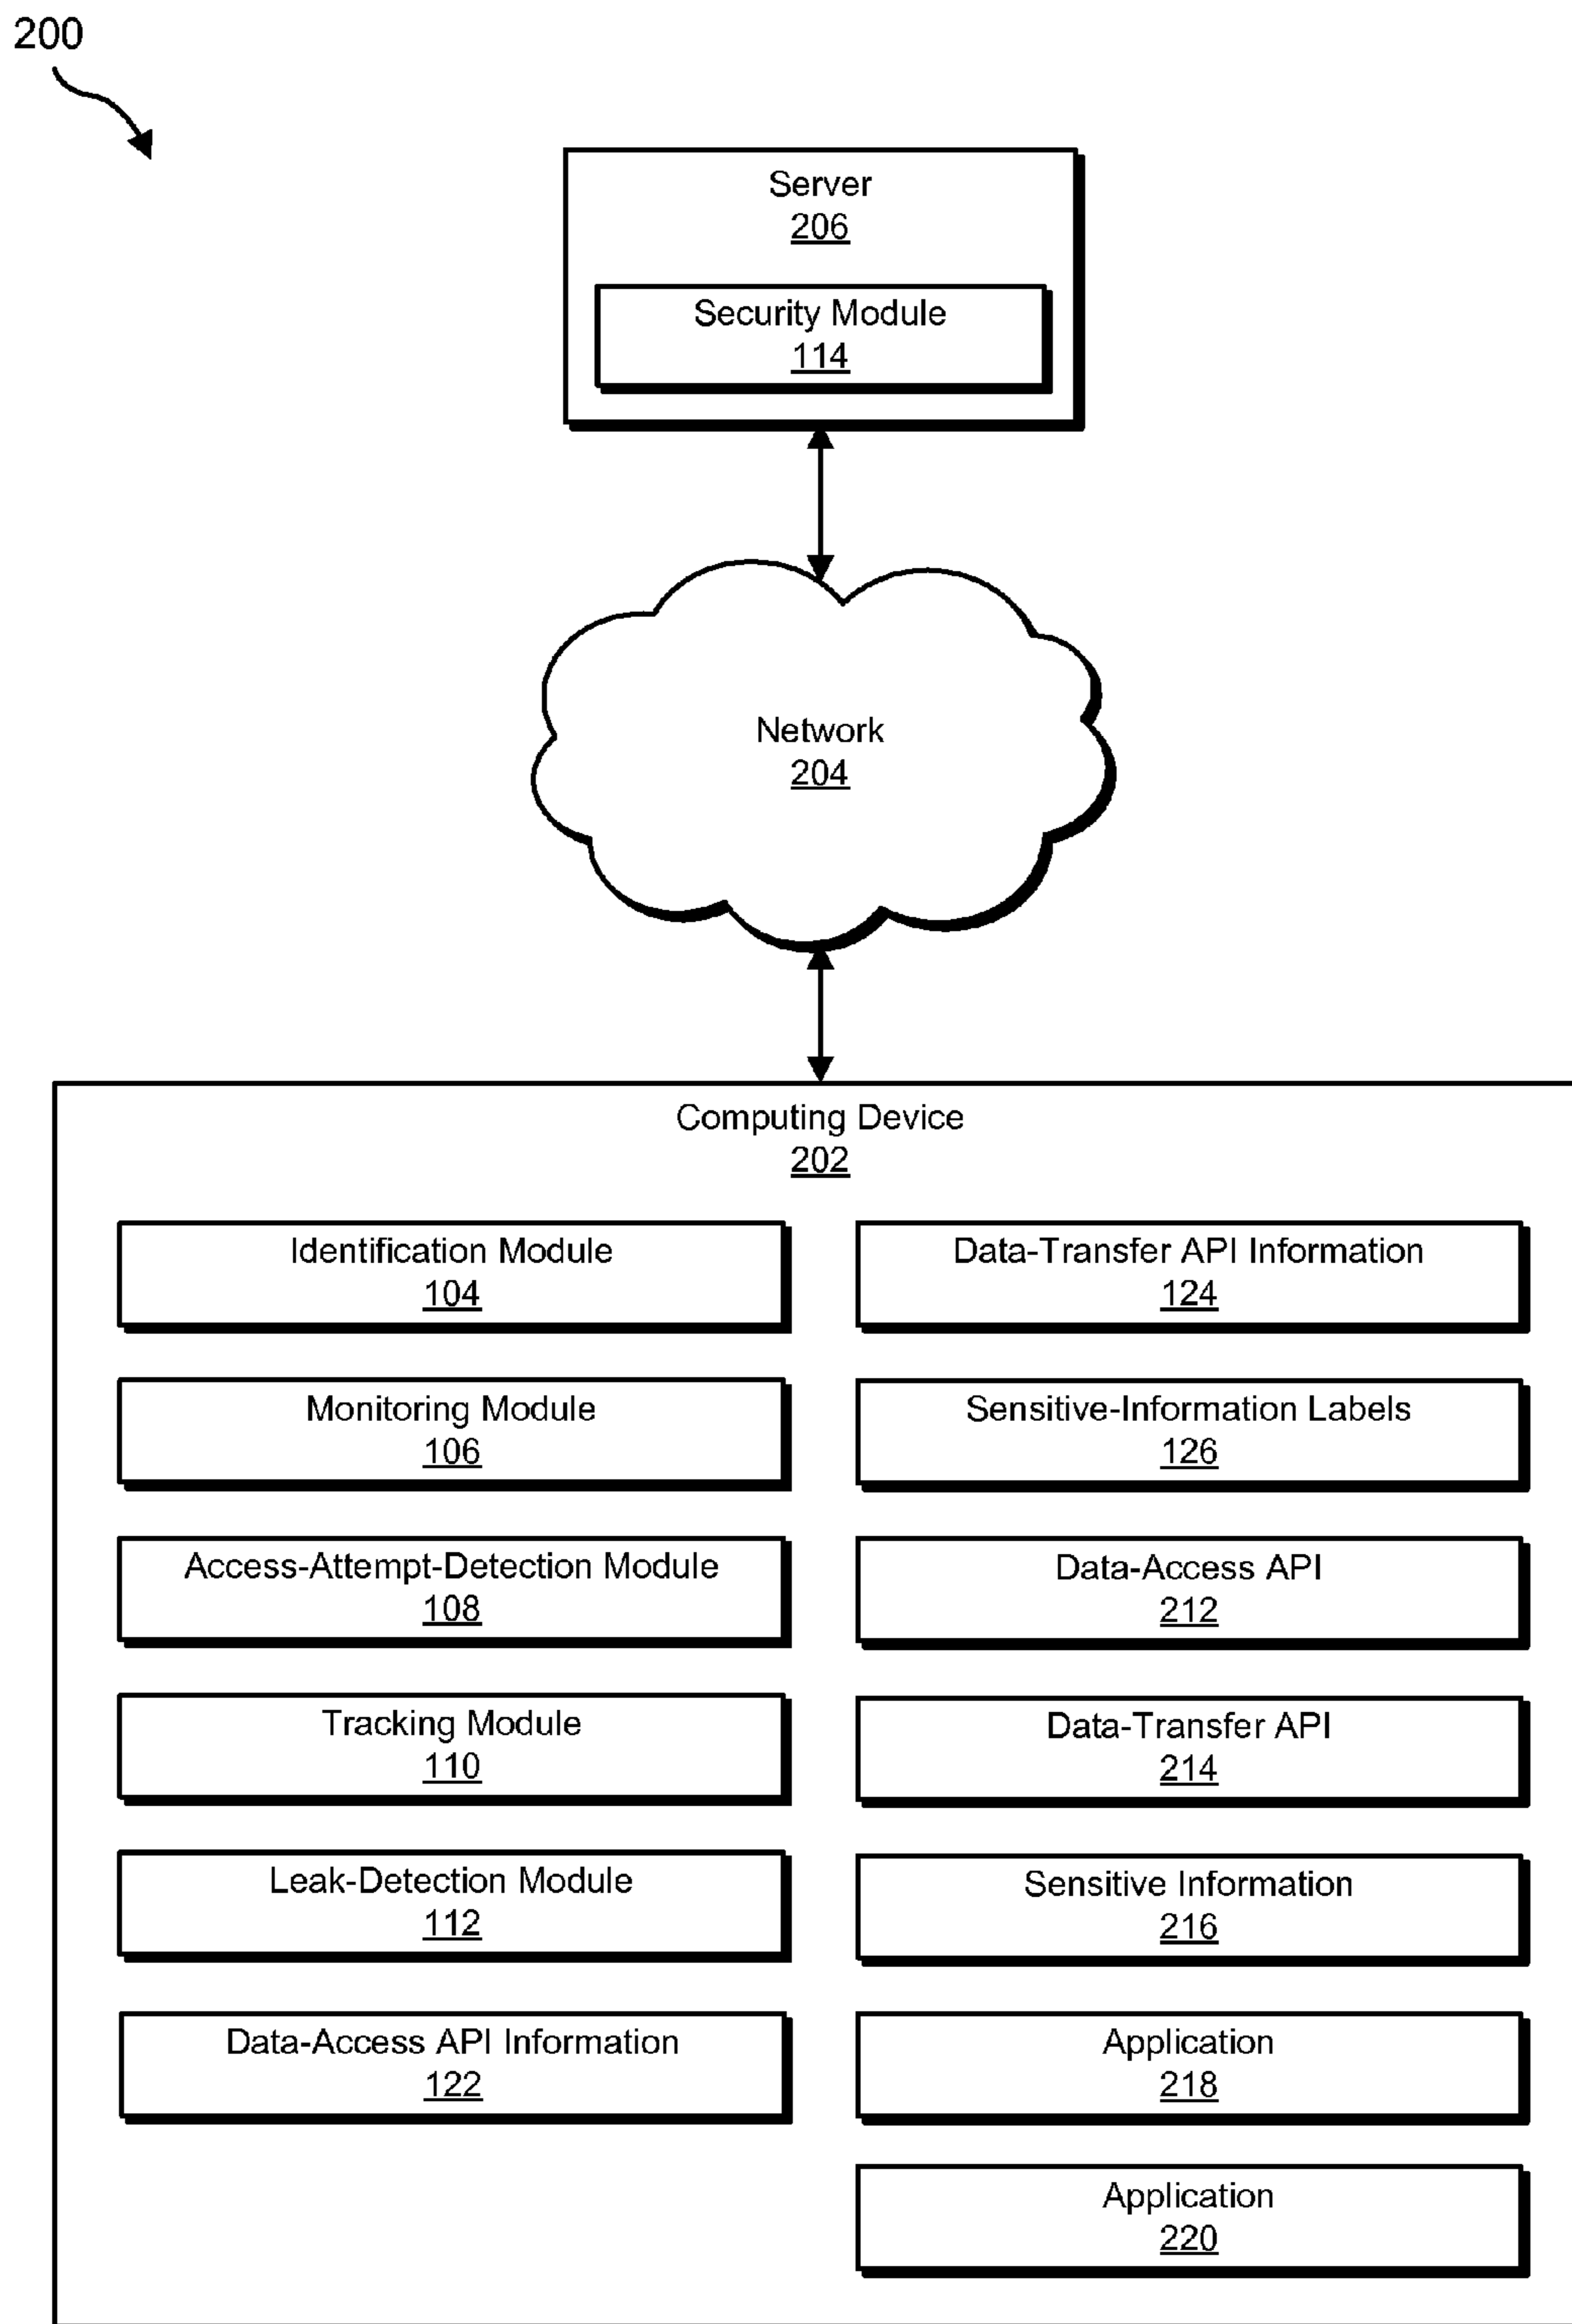 200
Server
206
Security Module
114
Network
204
Computing Device
202
Identification Module
104
Monitoring Module
106
Access-Attempt-Detection Module
108
Tracking Module
110
Leak-Detection Module
112
Data-Access API Information
122
Data-Transfer API Information
124
Sensitive-Information Labels
126
Data-Access API
212
Data-Transfer API
214
Sensitive Information
216
Application
218
Application
220